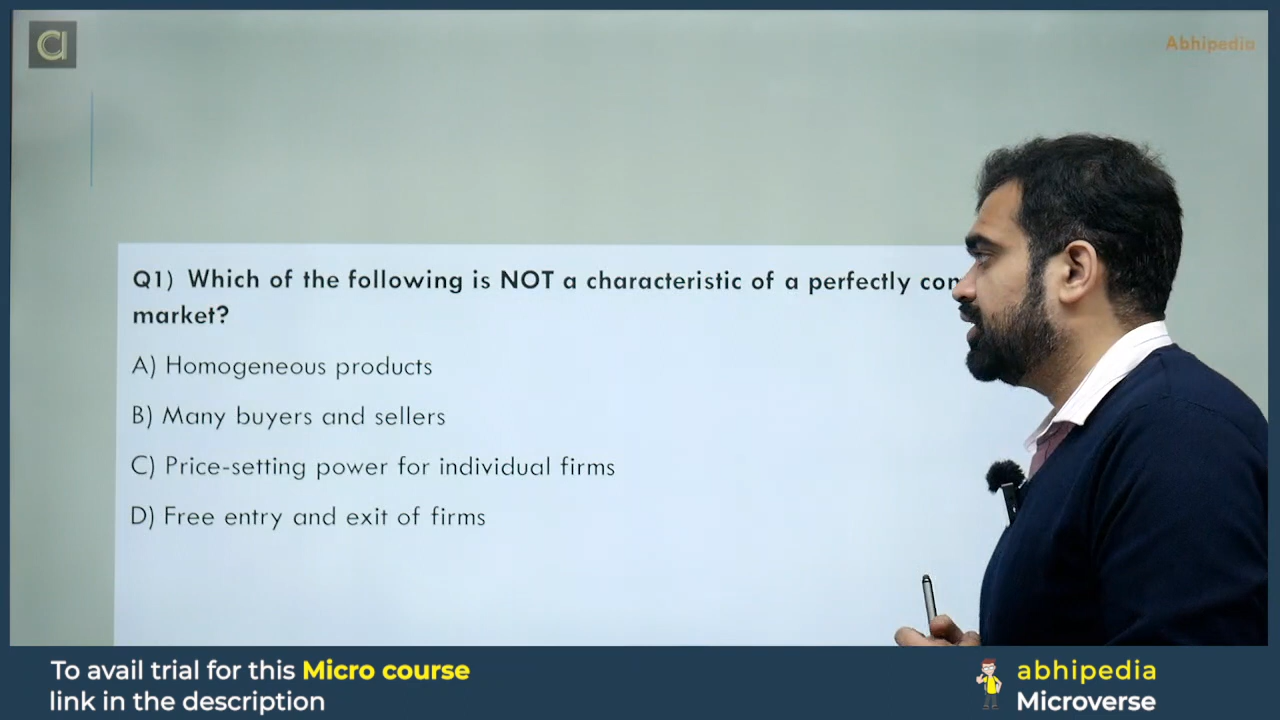 Abhipedia
Q1) Which of the following is NOT a characteristic of a perfectly
market?
A) Homogeneous products
B) Many buyers and sellers
C) Price-setting power for individual firms
D) Free entry and exit of firms
To avail trial for this Micro course
link in the description
abhipedia
Microverse